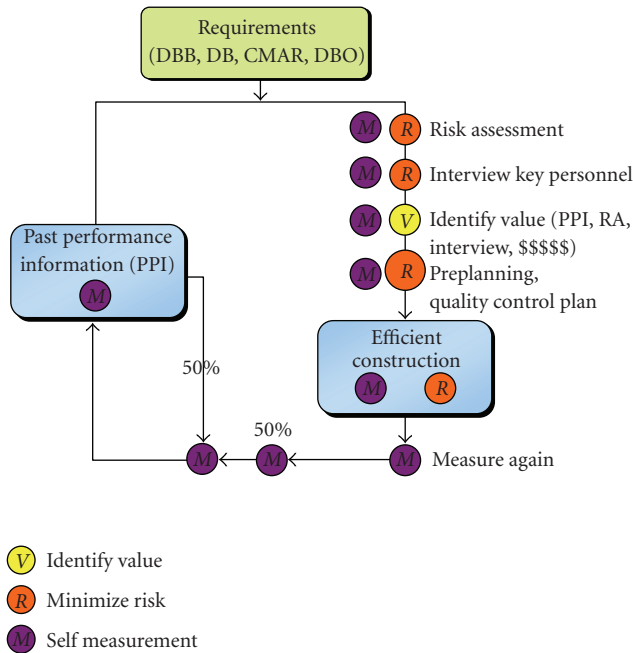 Requirements
(DBB, DB, CMAR, DBO)
M R Risk assessment
M R Interview key personnel
M V Identify value (PPI, RA,
interview, $$$$$)
M R Preplanning,
quality control plan
Past performance
information (PPI)
M
50%
Efficient
construction
M R
50%
M M M Measure again
V Identify value
R Minimize risk
M Self measurement